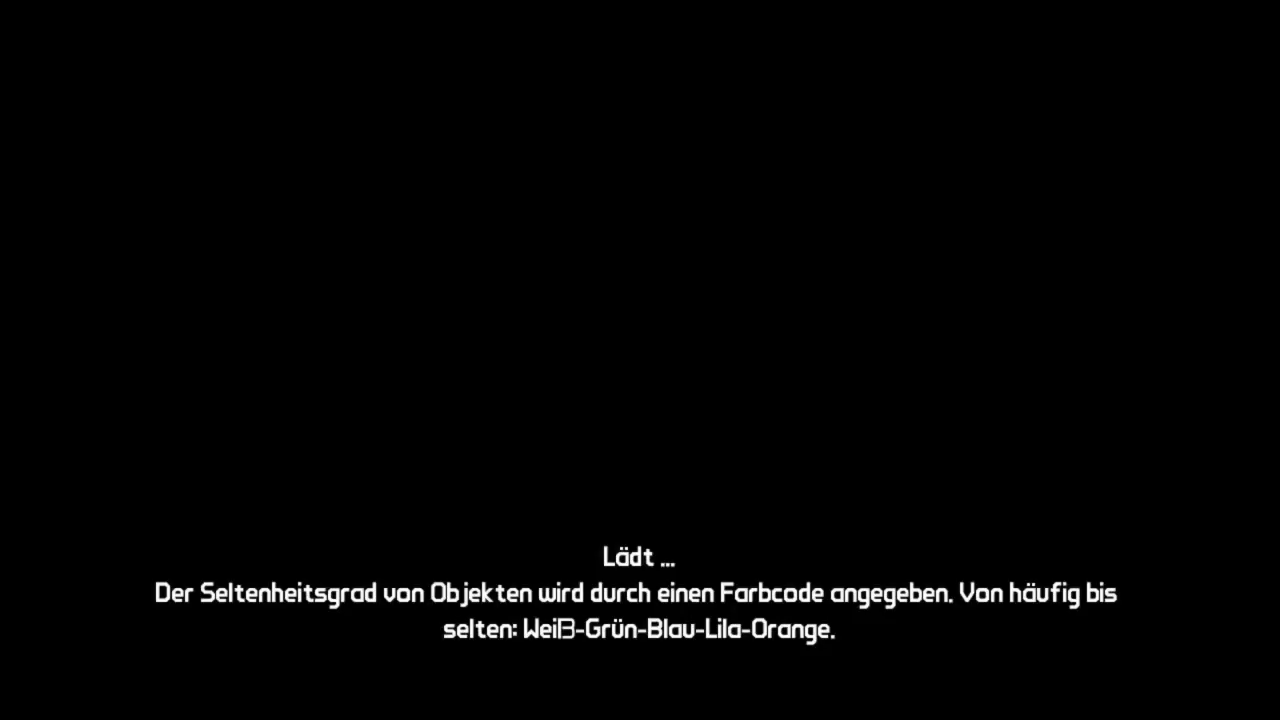 Lädt ...
Der Seltenheitsgrad von Objekten wird durch einen Farbcode angegeben. Von häufig bis
selten: Weiß-Grün-Blau-Lila-Orange.